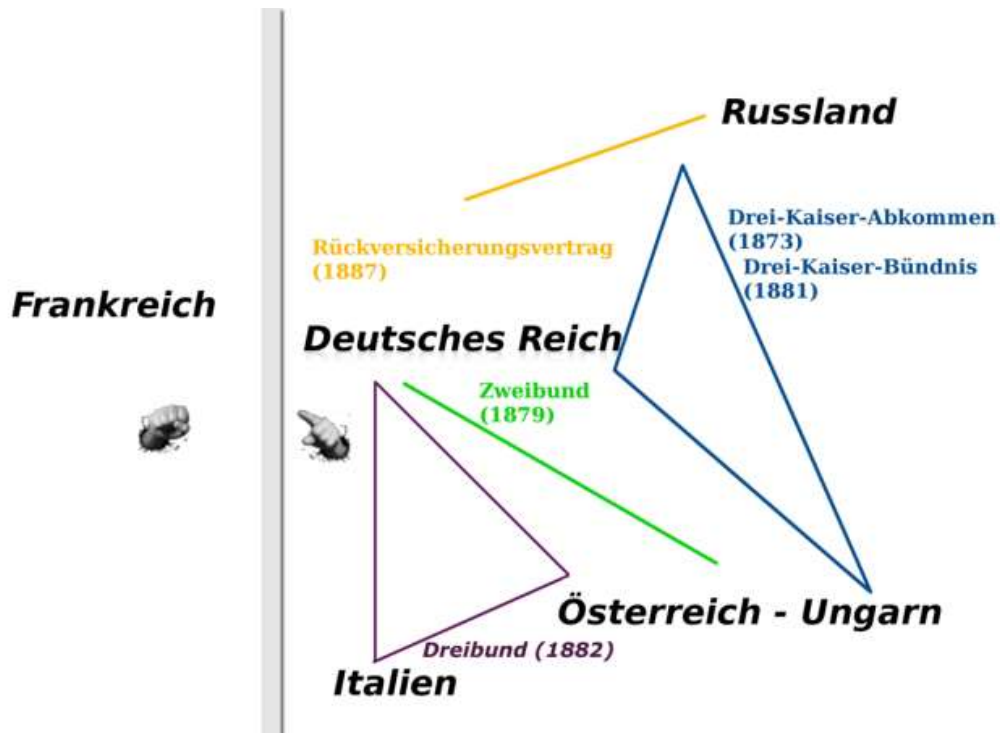 Russland
Drei-Kaiser-Abkommen
(1873)
Drei-Kaiser-Bündnis
(1881)
Rückversicherungsvertrag
(1887)
Frankreich
Deutsches Reich
Zweibund
(1879)
Österreich - Ungarn
Dreibund (1882)
Italien